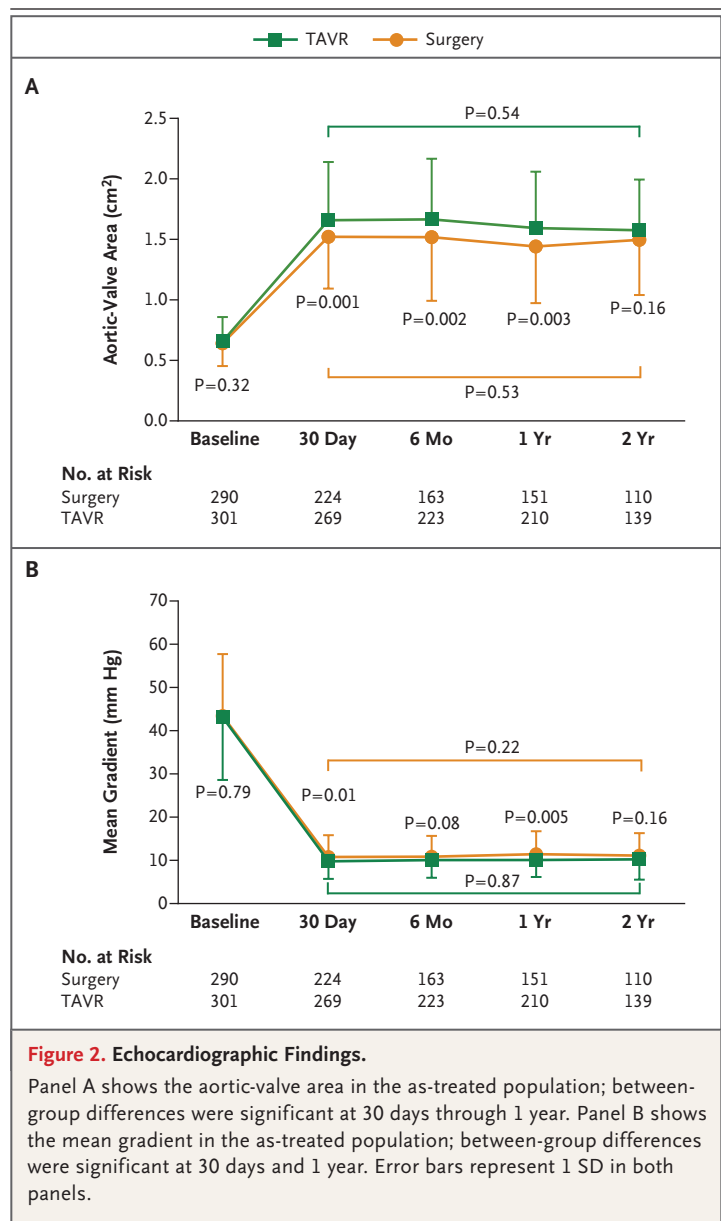 TAVR Surgery
A
P=0.54
2.5
2.0
1.5
1.0
0.5
0.0
Aortic-Valve Area (cm²)
P=0.32
P=0.001
P=0.002
P=0.003
P=0.16
P=0.53
Baseline 30 Day 6 Mo 1 Yr 2 Yr
No. at Risk
Surgery 290 224 163 151 110
TAVR 301 269 223 210 139
B
70
60
50
40
30
20
10
0
Mean Gradient (mm Hg)
P=0.22
P=0.79
P=0.01
P=0.08
P=0.005
P=0.16
P=0.87
Baseline 30 Day 6 Mo 1 Yr 2 Yr
No. at Risk
Surgery 290 224 163 151 110
TAVR 301 269 223 210 139
Figure 2. Echocardiographic Findings.
Panel A shows the aortic-valve area in the as-treated population; between-
group differences were significant at 30 days through 1 year. Panel B shows
the mean gradient in the as-treated population; between-group differences
were significant at 30 days and 1 year. Error bars represent 1 SD in both
panels.